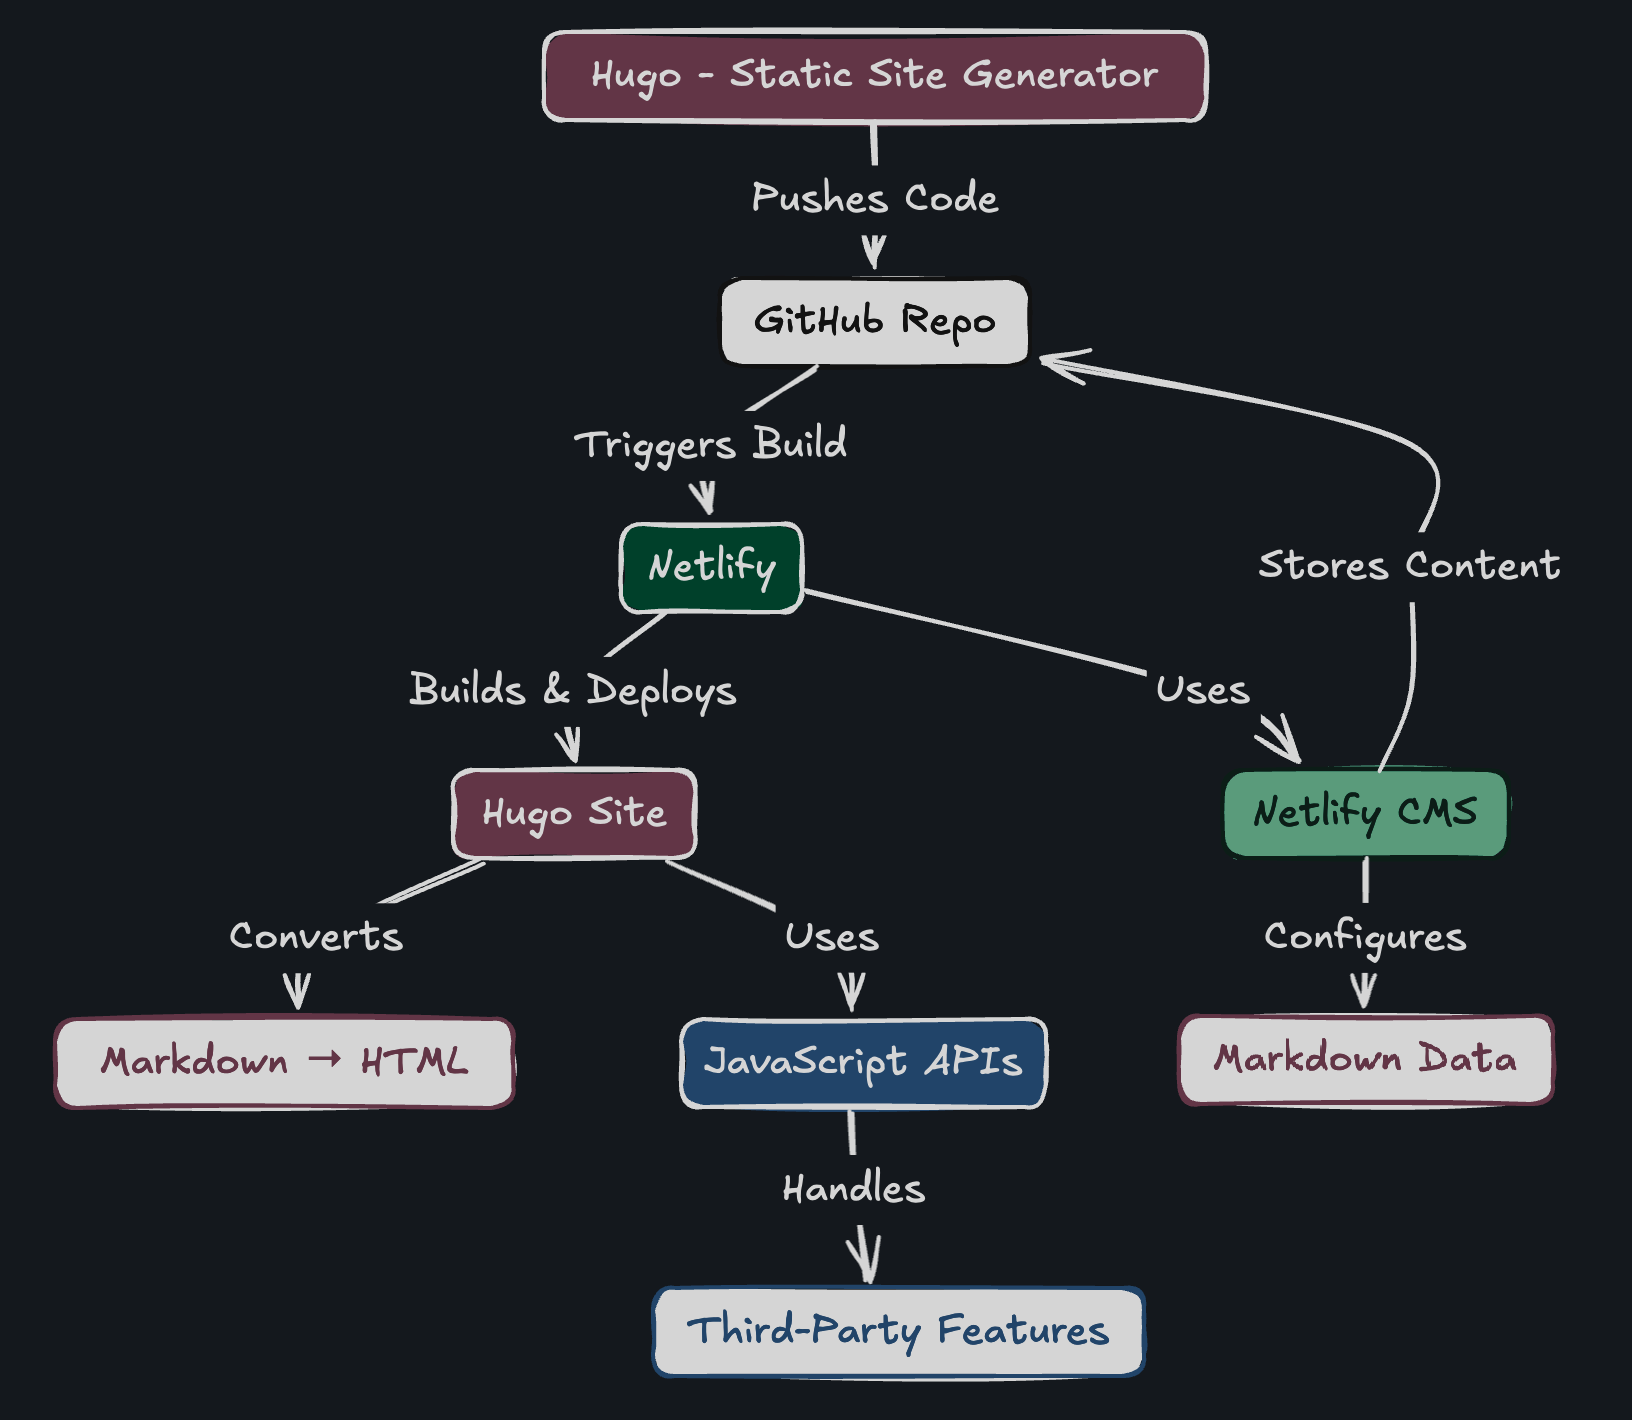 Hugo - Static Site Generator
Pushes Code
GitHub Repo
Triggers Build
Netlify
Stores Content
Builds & Deploys
Uses
Hugo Site
Netlify CMS
Converts
Uses
Configures
Markdown → HTML
JavaScript APIs
Markdown Data
Handles
Third-Party Features